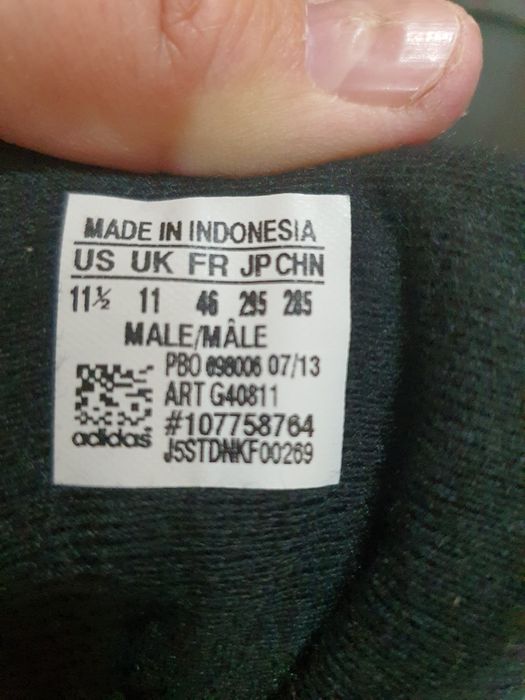 MADE IN INDONESIA
US UK FR JP CHN
11½ 11 46 295 285
MALE/MÂLE
PBO 698006 07/13
ART G40811
#107758764
adidas
J5STDNKF00269